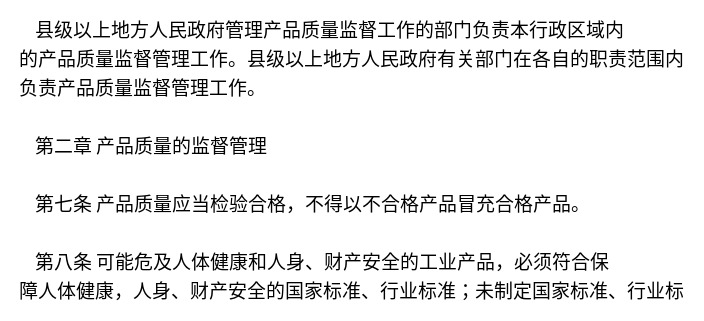 县级以上地方人民政府管理产品质量监督工作的部门负责本行政区域内
的产品质量监督管理工作。县级以上地方人民政府有关部门在各自的职责范围内
负责产品质量监督管理工作。
第二章 产品质量的监督管理
第七条 产品质量应当检验合格，不得以不合格产品冒充合格产品。
第八条 可能危及人体健康和人身、财产安全的工业产品，必须符合保
障人体健康，人身、财产安全的国家标准、行业标准；未制定国家标准、行业标